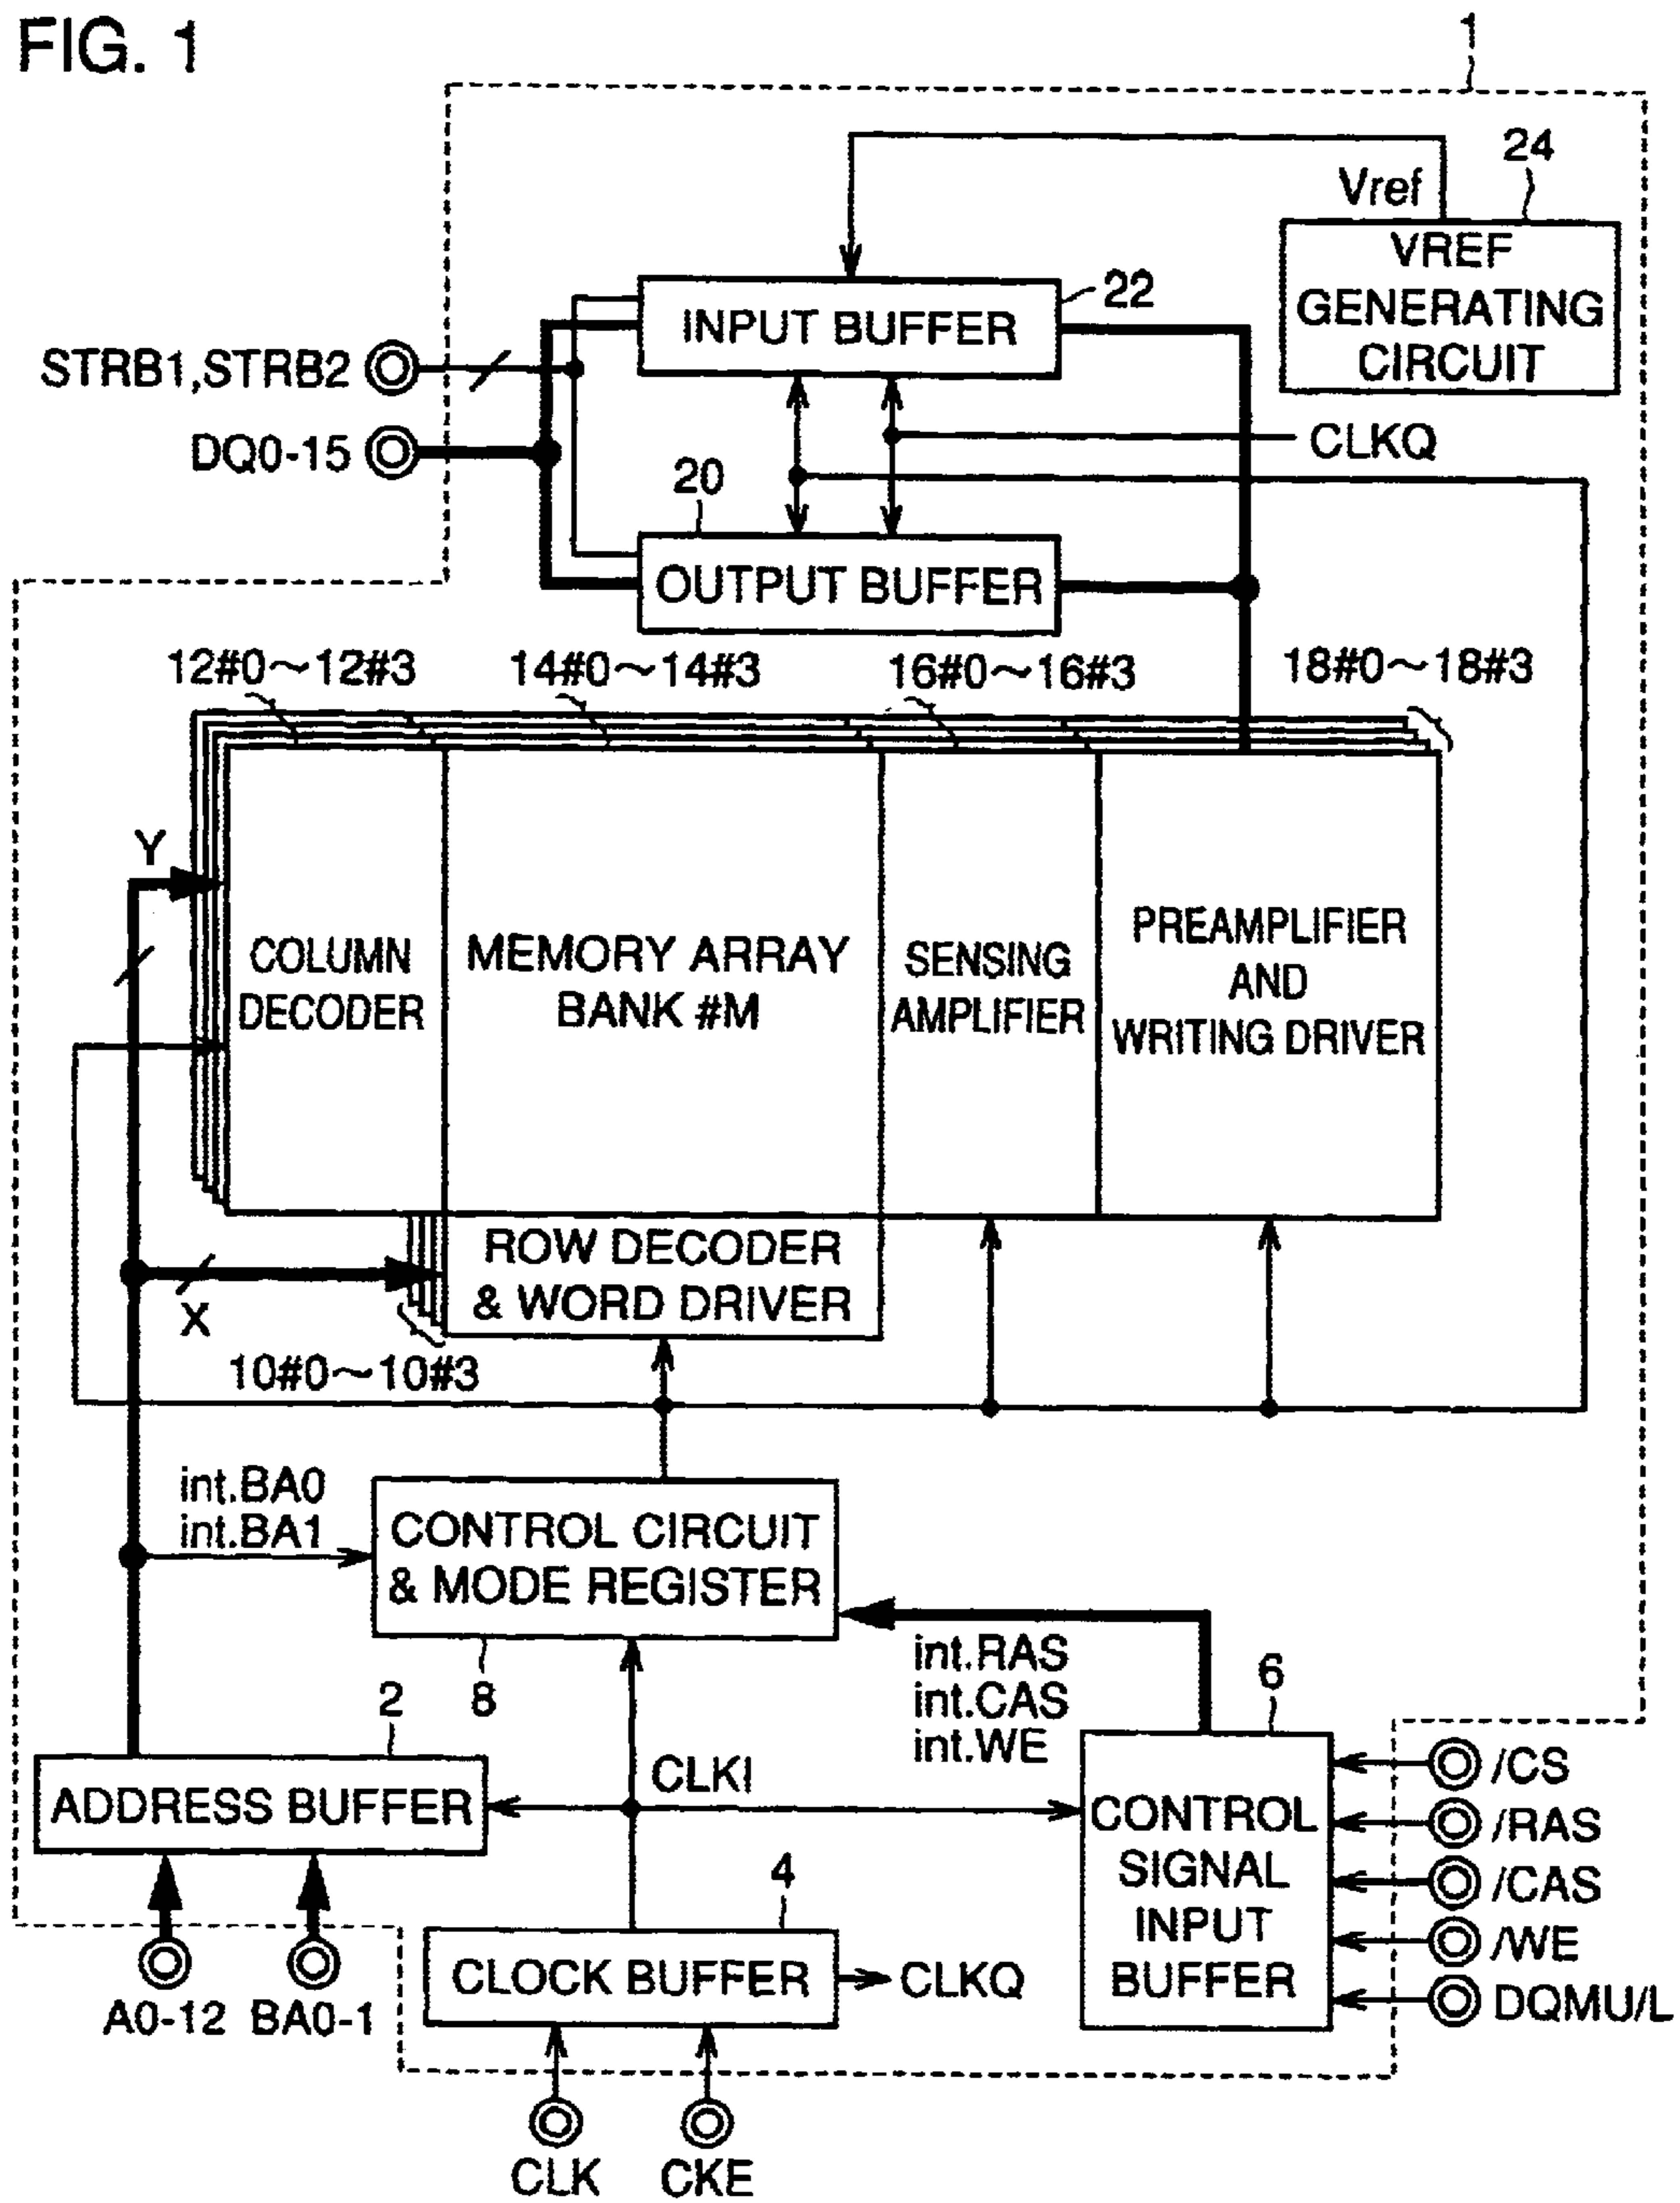 FIG. 1
1
24
Vref
VREF
GENERATING
CIRCUIT
22
INPUT BUFFER
STRB1,STRB2
DQ0-15
CLKQ
20
OUTPUT BUFFER
12#0～12#3
14#0～14#3
16#0～16#3
18#0～18#3
Y
COLUMN
DECODER
MEMORY ARRAY
BANK #M
SENSING
AMPLIFIER
PREAMPLIFIER
AND
WRITING DRIVER
ROW DECODER
& WORD DRIVER
X
10#0～10#3
int.BA0
int.BA1
CONTROL CIRCUIT
& MODE REGISTER
8
int.RAS
int.CAS
int.WE
6
2
ADDRESS BUFFER
CLKI
CONTROL
SIGNAL
INPUT
BUFFER
/CS
/RAS
/CAS
/WE
DQMU/L
4
CLOCK BUFFER
CLKQ
A0-12
BA0-1
CLK
CKE